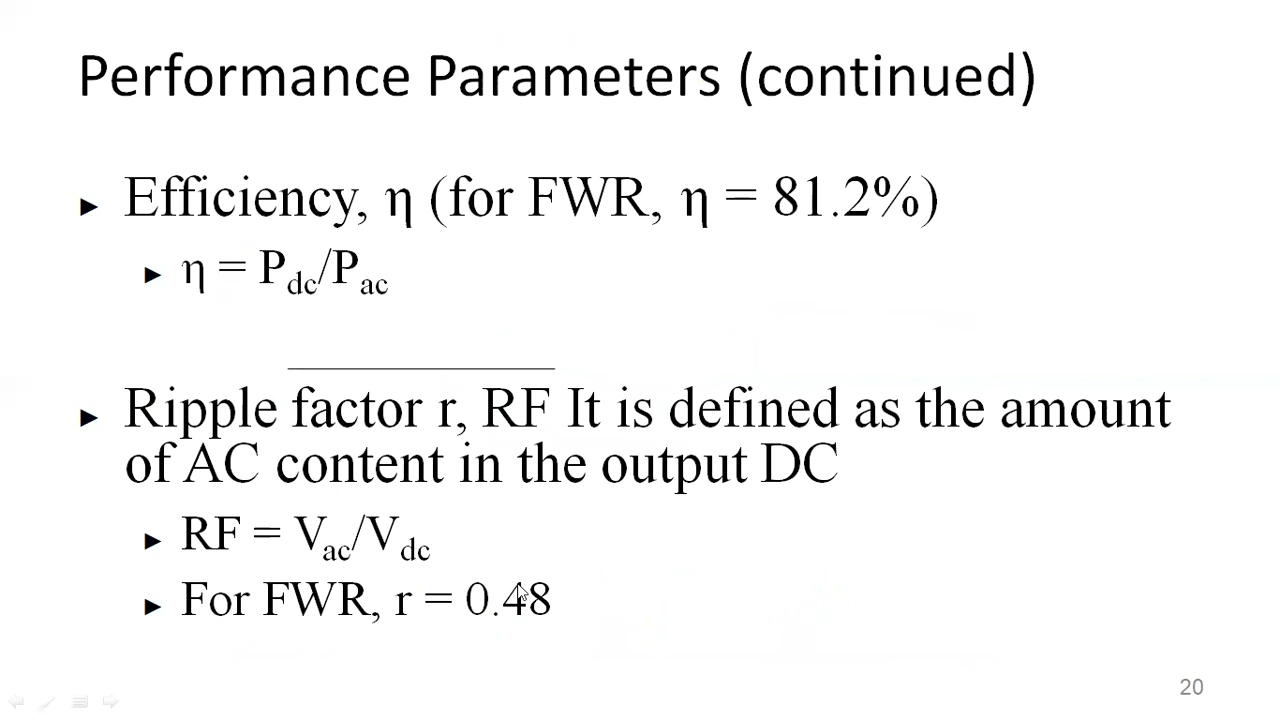 Performance Parameters (continued)
► Efficiency, η (for FWR, η = 81.2%)
► η = Pdc/Pac
► Ripple factor r, RF It is defined as the amount
of AC content in the output DC
► RF = Vac/Vdc
► For FWR, r = 0.48
20